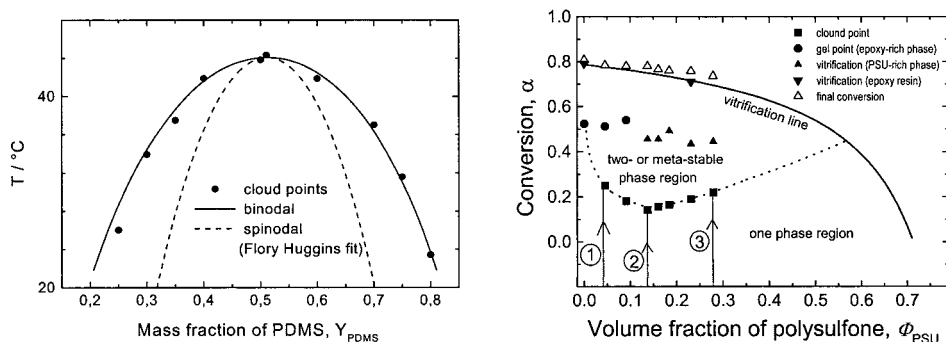 T / °C
40
20
cloud points
binodal
spinodal
(Flory Huggins fit)
0,2 0,3 0,4 0,5 0,6 0,7 0,8
Mass fraction of PDMS, Y_PDMS
Conversion, α
1.0
0.8
0.6
0.4
0.2
0.0
clound point
gel point (epoxy-rich phase)
vitrification (PSU-rich phase)
vitrification (epoxy resin)
final conversion
vitrification line
two- or meta-stable
phase region
one phase region
1
2
3
0.0 0.1 0.2 0.3 0.4 0.5 0.6 0.7
Volume fraction of polysulfone, Φ_PSU